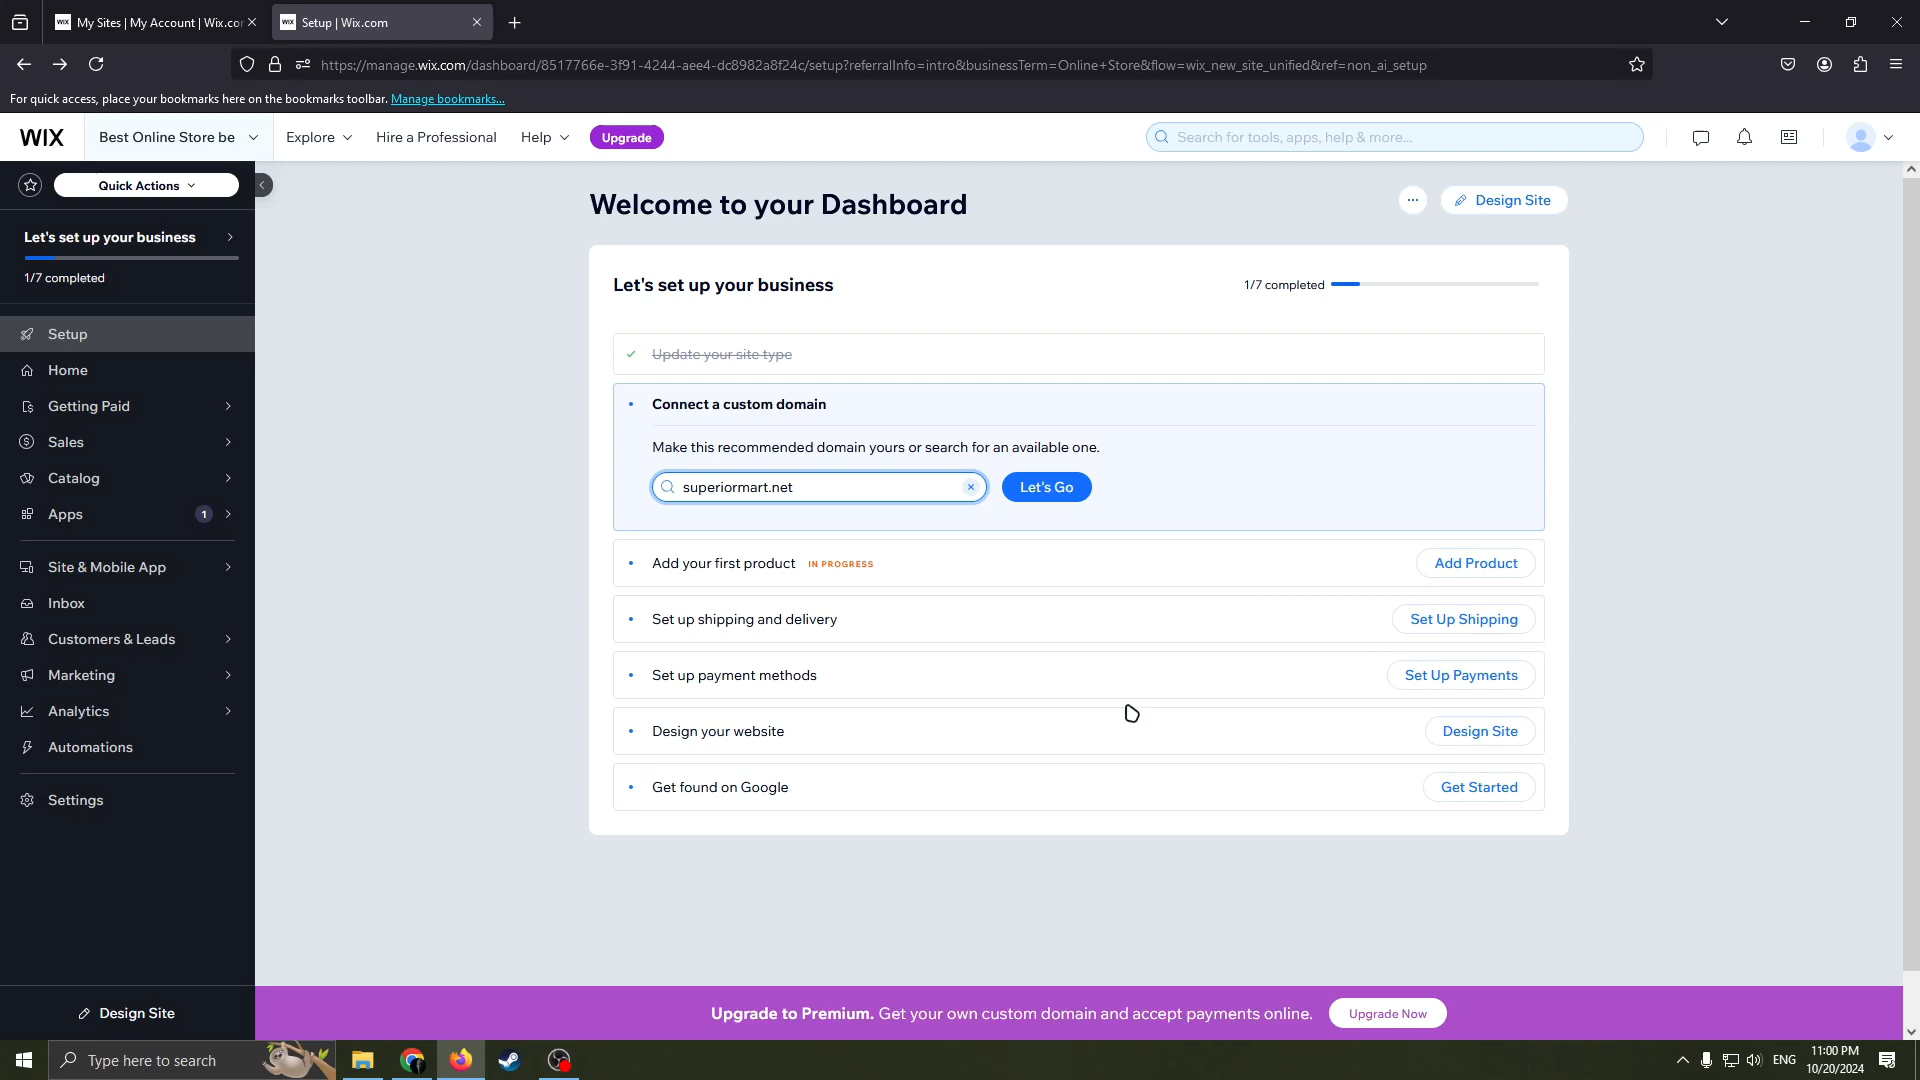 My Sites | My Account | Wix.co
Setup | Wix.com
https://manage.wix.com/dashboard/8517766e-3f91-4244-aee4-dc8982a8f24c/setup?referralInfo=intro&businessTerm=Online+Store&flow=wix_new_site_unified&ref=non_ai_setup
For quick access, place your bookmarks here on the bookmarks toolbar. Manage bookmarks...
WIX
Best Online Store be
Explore
Hire a Professional
Help
Upgrade
Search for tools, apps, help & more...
Quick Actions
Let's set up your business
1/7 completed
Setup
Home
Getting Paid
Sales
Catalog
Apps
1
Site & Mobile App
Inbox
Customers & Leads
Marketing
Analytics
Automations
Settings
Design Site
Welcome to your Dashboard
Design Site
Let's set up your business
1/7 completed
Update your site type
Connect a custom domain
Make this recommended domain yours or search for an available one.
superiormart.net
Let's Go
Add your first product IN PROGRESS
Add Product
Set up shipping and delivery
Set Up Shipping
Set up payment methods
Set Up Payments
Design your website
Design Site
Get found on Google
Get Started
Upgrade to Premium. Get your own custom domain and accept payments online.
Upgrade Now
Type here to search
ENG
11:00 PM
10/20/2024